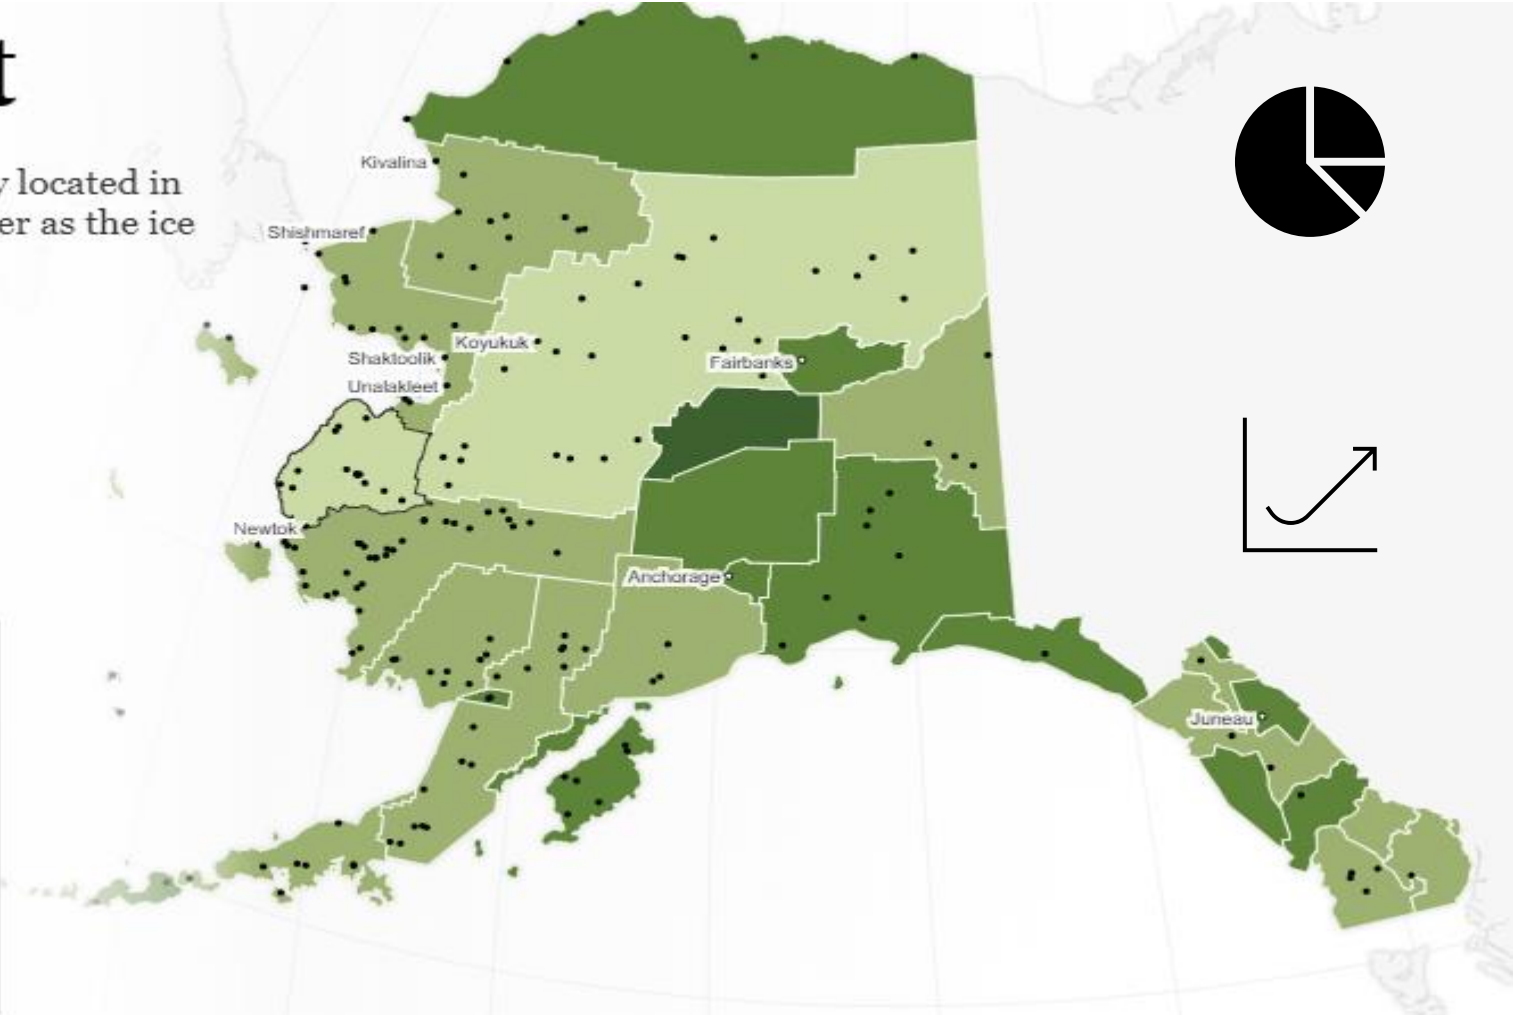 t
y located in
er as the ice
Kivalina
Shishmaref
Koyukuk
Shaktoolik
Fairbanks
Unalakleet
Newtok
Anchorage
Juneau